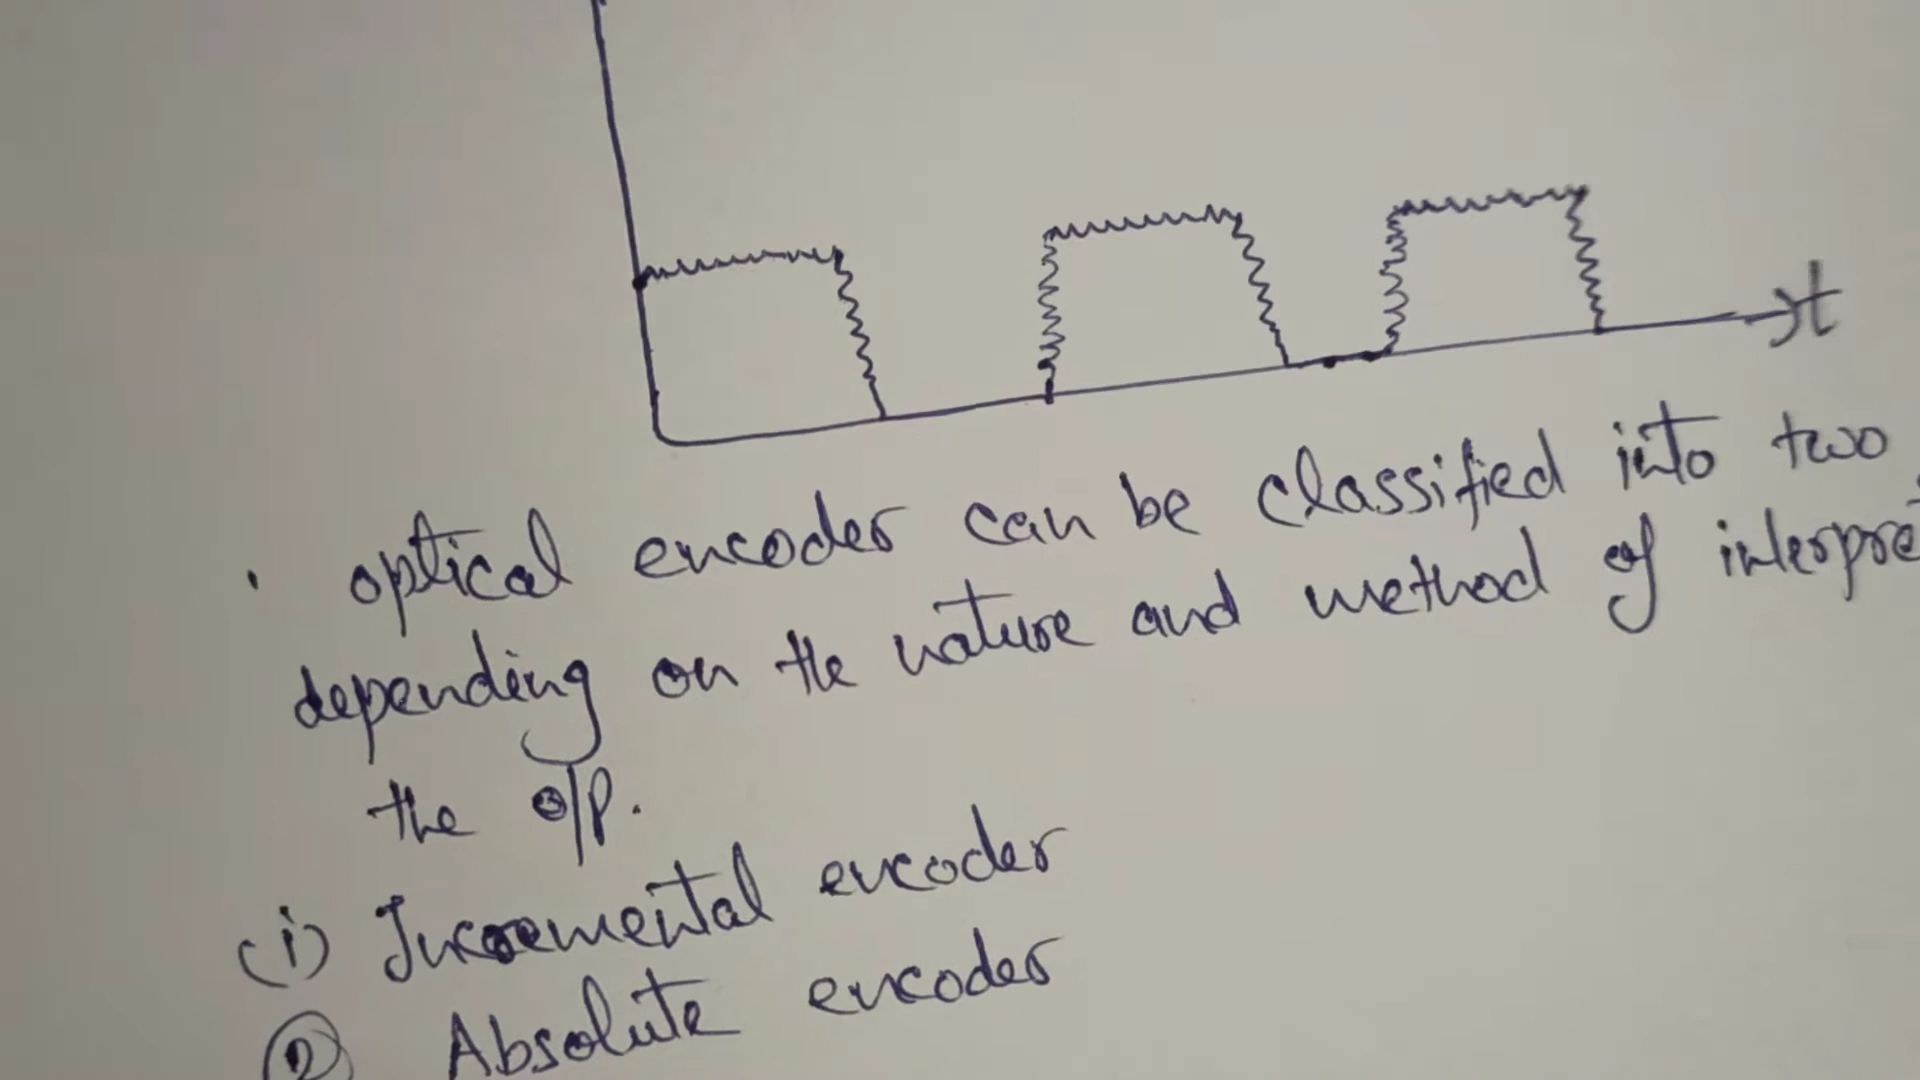 t
• optical encoder can be classified into two
depending on the nature and method of
the o/p.
(i) Incremental encoder
② Absolute encoder